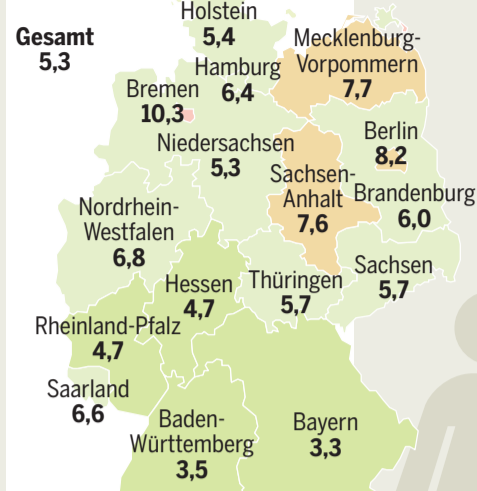 Holstein
5,4
Gesamt
5,3
Mecklenburg-
Vorpommern
7,7
Hamburg
6,4
Bremen
10,3
Niedersachsen
5,3
Berlin
8,2
Sachsen-
Anhalt
7,6
Brandenburg
6,0
Nordrhein-
Westfalen
6,8
Hessen
4,7
Thüringen
5,7
Sachsen
5,7
Rheinland-Pfalz
4,7
Saarland
6,6
Baden-
Württemberg
3,5
Bayern
3,3